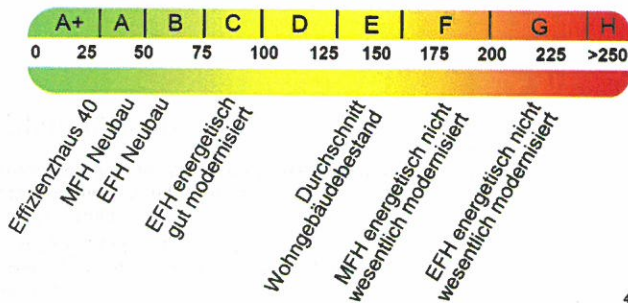 A+ A B C D E F G H
0 25 50 75 100 125 150 175 200 225 >250
Effizienzhaus 40
MFH Neubau
EFH Neubau
EFH energetisch
gut modernisiert
Durchschnitt
Wohngebäudebestand
MFH energetisch nicht
wesentlich modernisiert
EFH energetisch nicht
wesentlich modernisiert